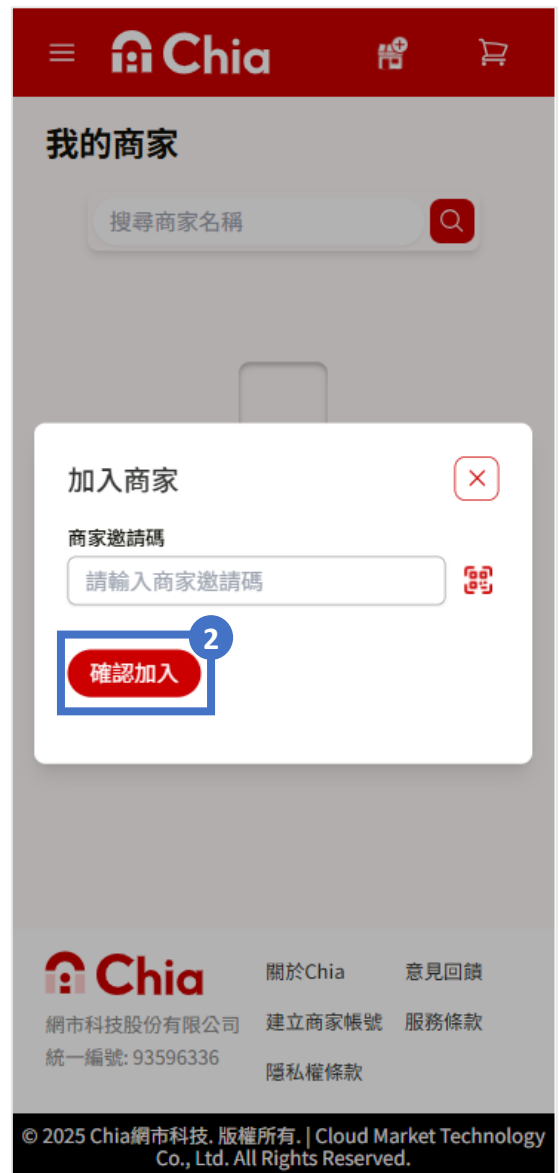 Chia
我的商家
搜尋商家名稱
加入商家
商家邀請碼
請輸入商家邀請碼
2
確認加入
Chia
網市科技股份有限公司
統一編號: 93596336
關於Chia
意見回饋
建立商家帳號
服務條款
隱私權條款
© 2025 Chia網市科技. 版權所有. | Cloud Market Technology
Co., Ltd. All Rights Reserved.